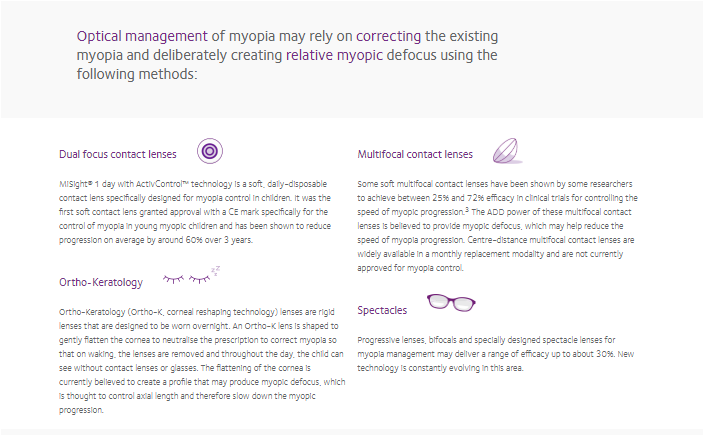 Optical management of myopia may rely on correcting the existing
myopia and deliberately creating relative myopic defocus using the
following methods:
Dual focus contact lenses
MiSight® 1 day with ActivControl™ technology is a soft, daily-disposable
contact lens specifically designed for myopia control in children. It was the
first soft contact lens granted approval with a CE mark specifically for the
control of myopia in young myopic children and has been shown to reduce
progression on average by around 60% over 3 years.
Ortho-Keratology
zzz
Ortho-Keratology (Ortho-K, corneal reshaping technology) lenses are rigid
lenses that are designed to be worn overnight. An Ortho-K lens is shaped to
gently flatten the cornea to neutralise the prescription to correct myopia so
that on waking, the lenses are removed and throughout the day, the child can
see without contact lenses or glasses. The flattening of the cornea is
currently believed to create a profile that may produce myopic defocus, which
is thought to control axial length and therefore slow down the myopic
progression.
Multifocal contact lenses
Some soft multifocal contact lenses have been shown by some researchers
to achieve between 25% and 72% efficacy in clinical trials for controlling the
speed of myopic progression.³ The ADD power of these multifocal contact
lenses is believed to provide myopic defocus, which may help reduce the
speed of myopia progression. Centre-distance multifocal contact lenses are
widely available in a monthly replacement modality and are not currently
approved for myopia control.
Spectacles
Progressive lenses, bifocals and specially designed spectacle lenses for
myopia management may deliver a range of efficacy up to about 30%. New
technology is constantly evolving in this area.